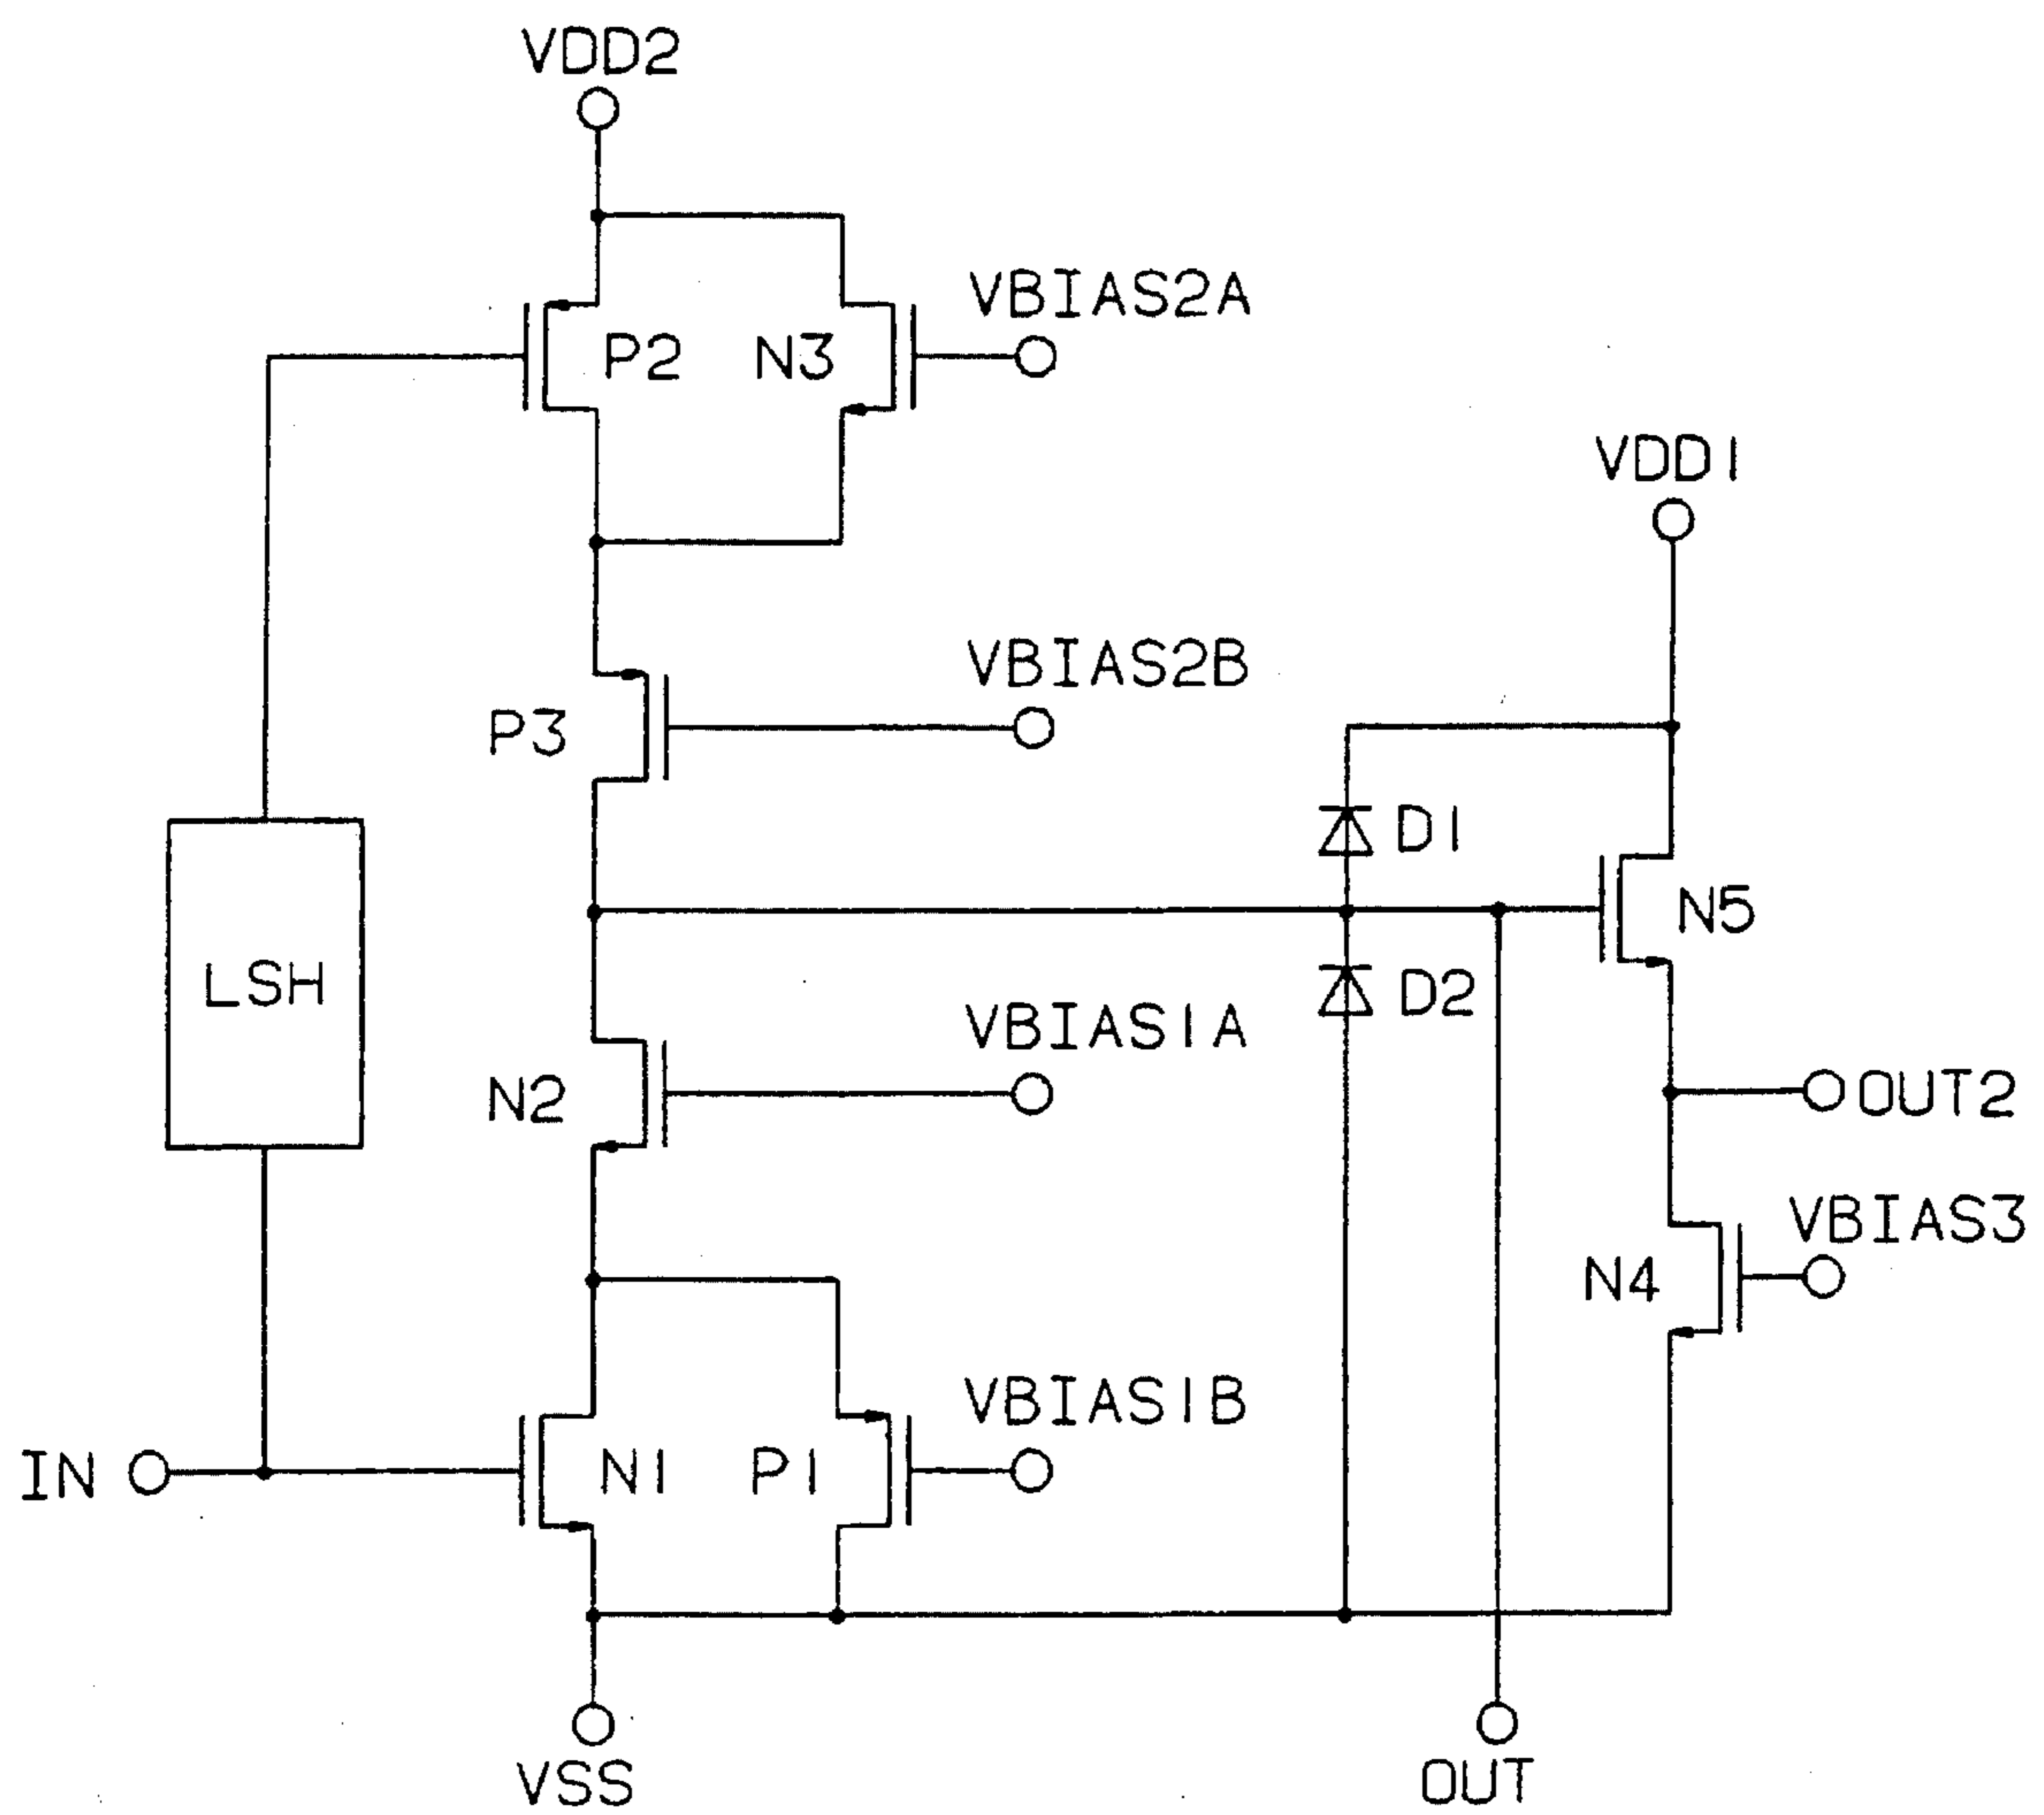 VDD2
VBIAS2A
P2
N3
VDD1
VBIAS2B
P3
D1
N5
LSH
D2
VBIAS1A
N2
OUT2
VBIAS3
N4
VBIAS1B
IN
N1
P1
VSS
OUT